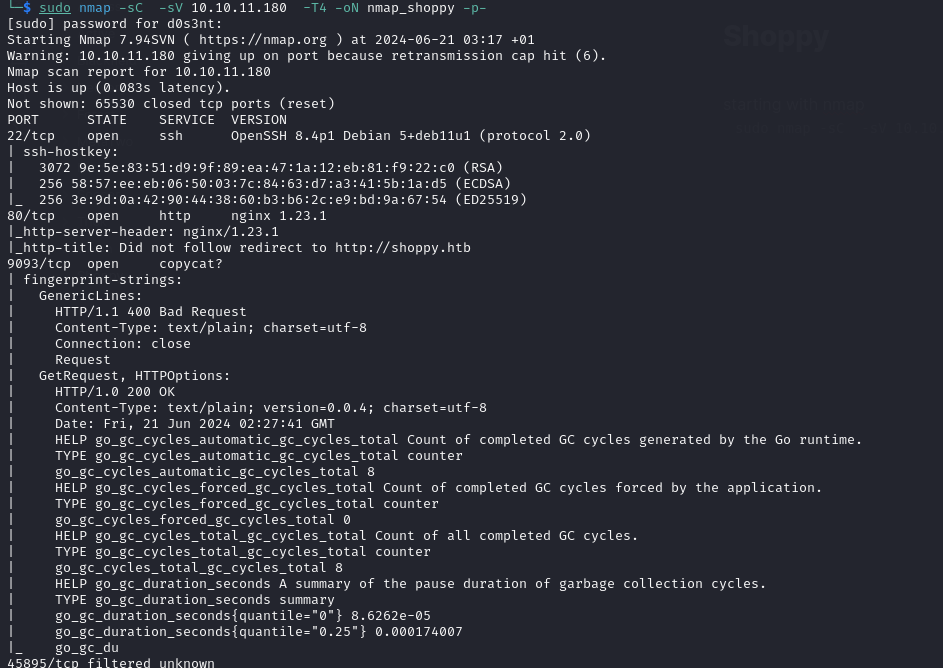 └─$ sudo nmap -sC  -sV 10.10.11.180  -T4 -oN nmap_shoppy -p-
[sudo] password for d0s3nt:
Starting Nmap 7.94SVN ( https://nmap.org ) at 2024-06-21 03:17 +01
Warning: 10.10.11.180 giving up on port because retransmission cap hit (6).
Nmap scan report for 10.10.11.180
Host is up (0.083s latency).
Not shown: 65530 closed tcp ports (reset)
PORT      STATE    SERVICE  VERSION
22/tcp    open     ssh      OpenSSH 8.4p1 Debian 5+deb11u1 (protocol 2.0)
| ssh-hostkey:
|   3072 9e:5e:83:51:d9:9f:89:ea:47:1a:12:eb:81:f9:22:c0 (RSA)
|   256 58:57:ee:eb:06:50:03:7c:84:63:d7:a3:41:5b:1a:d5 (ECDSA)
|_  256 3e:9d:0a:42:90:44:38:60:b3:b6:2c:e9:bd:9a:67:54 (ED25519)
80/tcp    open     http     nginx 1.23.1
|_http-server-header: nginx/1.23.1
|_http-title: Did not follow redirect to http://shoppy.htb
9093/tcp  open     copycat?
| fingerprint-strings:
|   GenericLines:
|     HTTP/1.1 400 Bad Request
|     Content-Type: text/plain; charset=utf-8
|     Connection: close
|     Request
|   GetRequest, HTTPOptions:
|     HTTP/1.0 200 OK
|     Content-Type: text/plain; version=0.0.4; charset=utf-8
|     Date: Fri, 21 Jun 2024 02:27:41 GMT
|     HELP go_gc_cycles_automatic_gc_cycles_total Count of completed GC cycles generated by the Go runtime.
|     TYPE go_gc_cycles_automatic_gc_cycles_total counter
|     go_gc_cycles_automatic_gc_cycles_total 8
|     HELP go_gc_cycles_forced_gc_cycles_total Count of completed GC cycles forced by the application.
|     TYPE go_gc_cycles_forced_gc_cycles_total counter
|     go_gc_cycles_forced_gc_cycles_total 0
|     HELP go_gc_cycles_total_gc_cycles_total Count of all completed GC cycles.
|     TYPE go_gc_cycles_total_gc_cycles_total counter
|     go_gc_cycles_total_gc_cycles_total 8
|     HELP go_gc_duration_seconds A summary of the pause duration of garbage collection cycles.
|     TYPE go_gc_duration_seconds summary
|     go_gc_duration_seconds{quantile="0"} 8.6262e-05
|     go_gc_duration_seconds{quantile="0.25"} 0.000174007
|_    go_gc_du
45895/tcp filtered unknown
Shoppy
starting with nmap